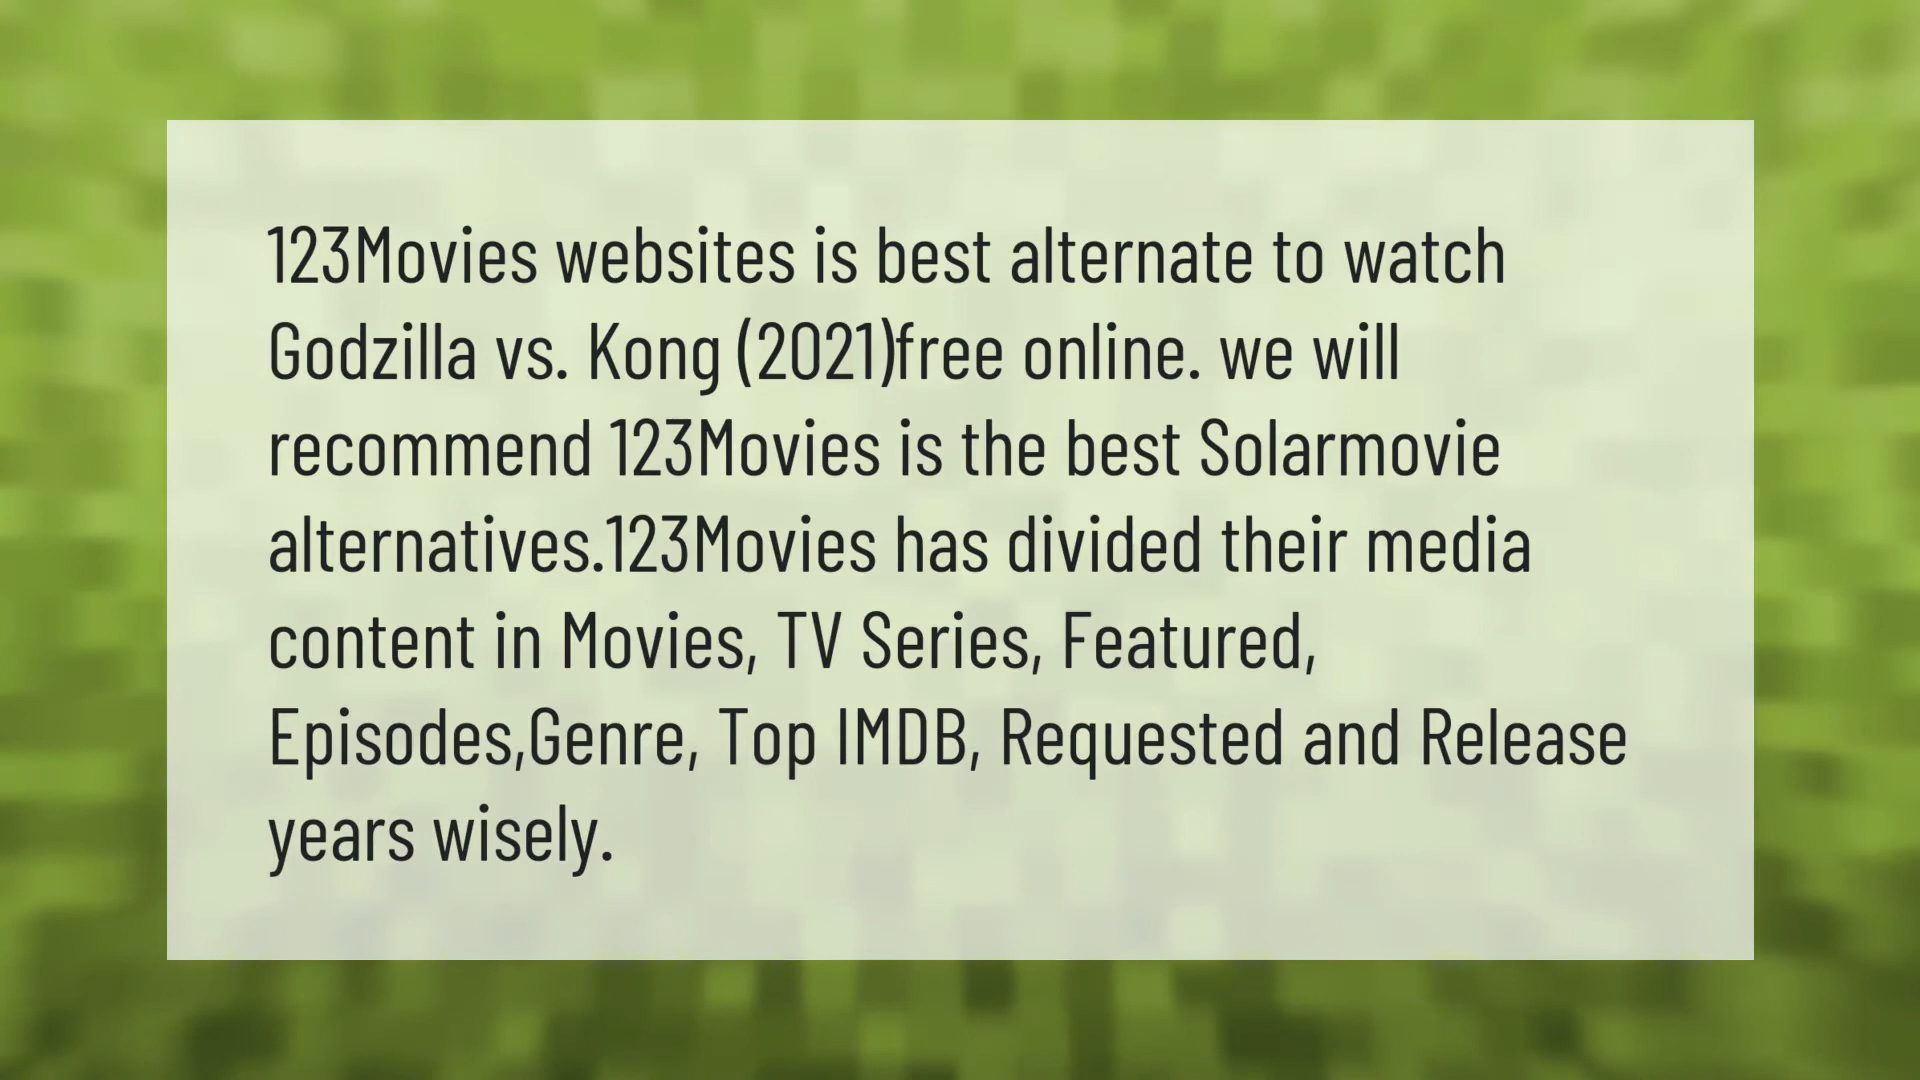 123Movies websites is best alternate to watch
Godzilla vs. Kong (2021)free online. we will
recommend 123Movies is the best Solarmovie
alternatives.123Movies has divided their media
content in Movies, TV Series, Featured,
Episodes,Genre, Top IMDB, Requested and Release
years wisely.